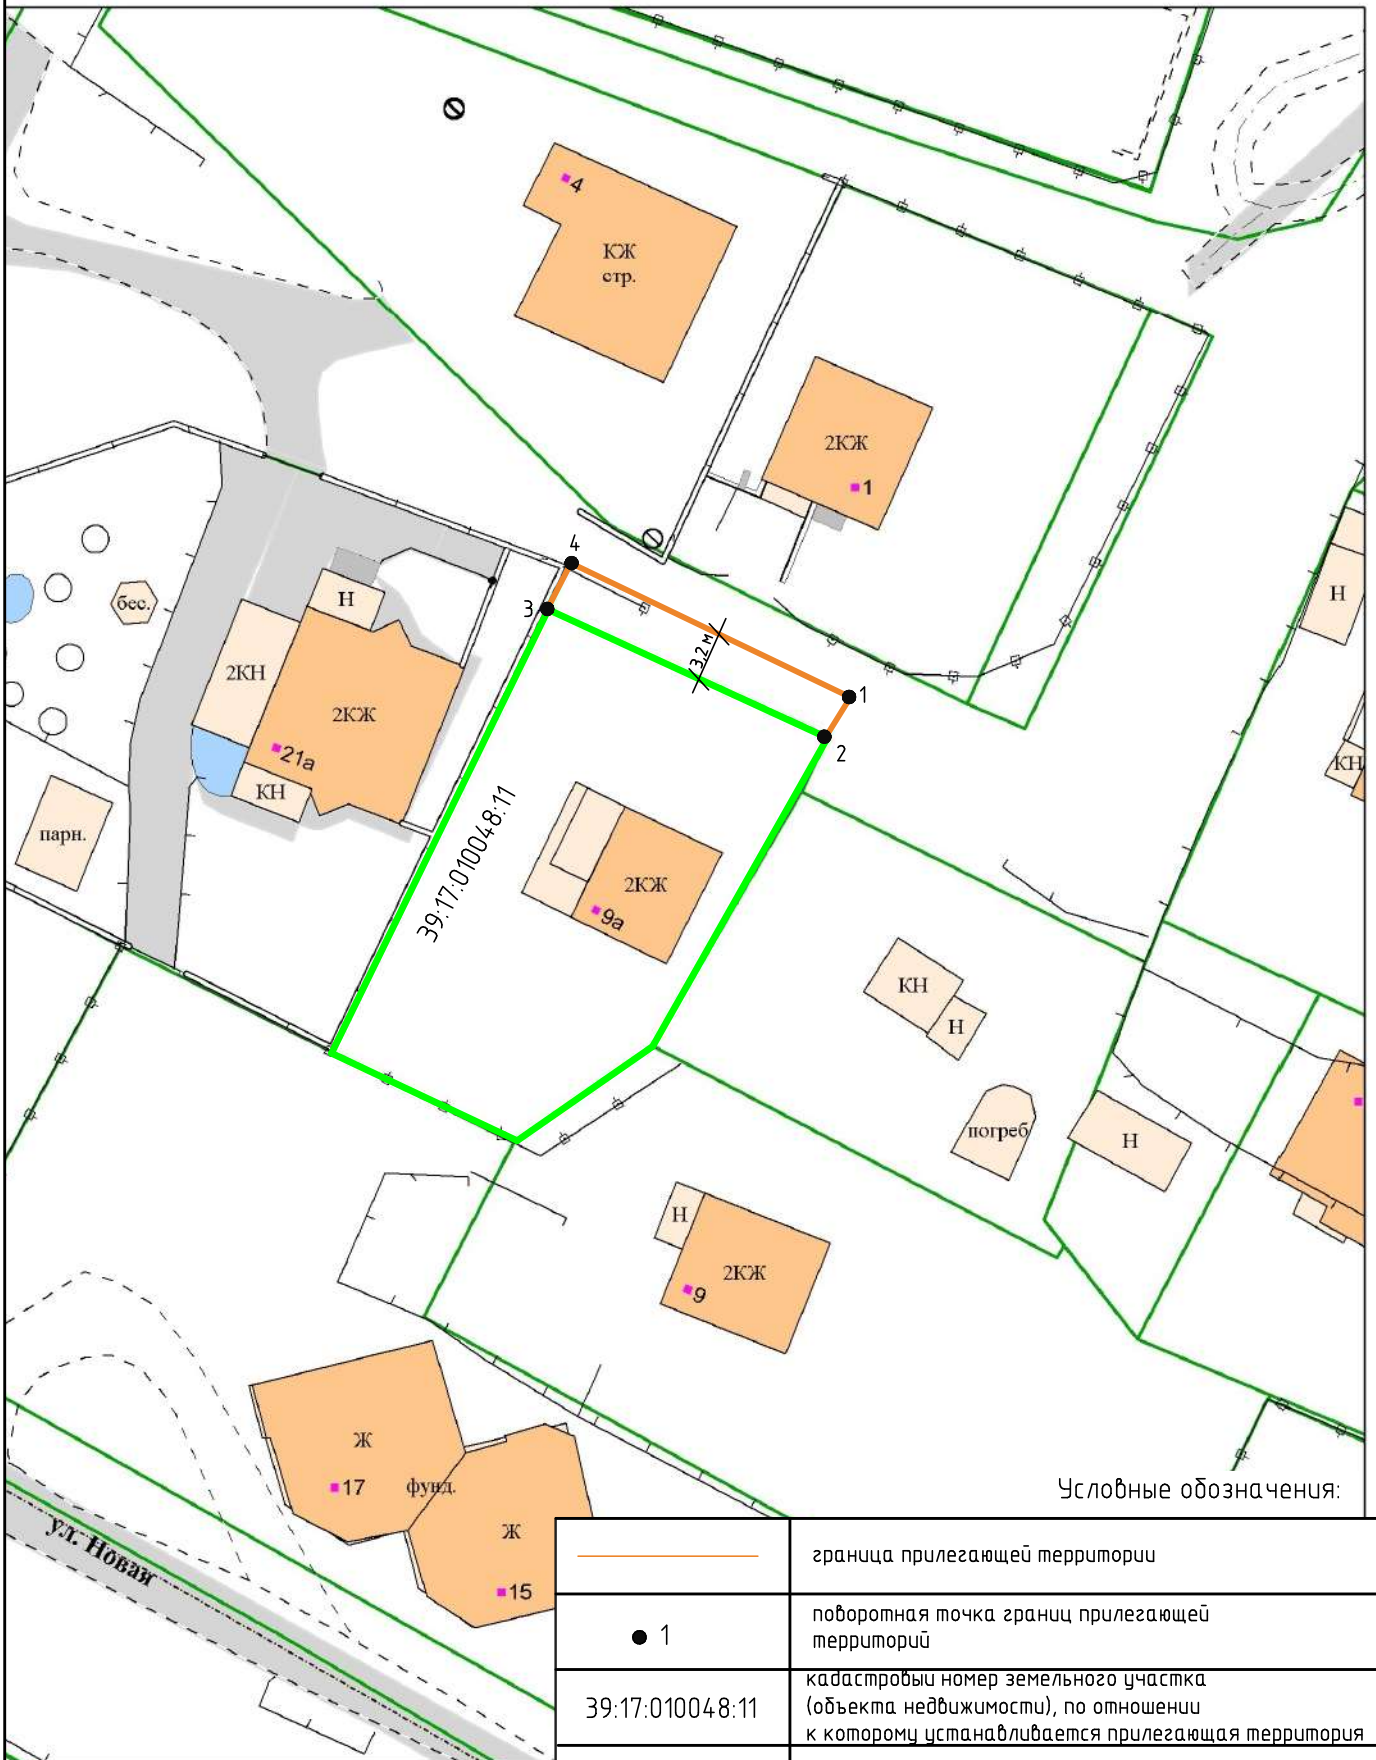 4
КЖ
стр.
2КЖ
1
4
3
3,2 м
1
2
бес.
Н
2КН
2КЖ
21а
КН
парн.
39:17:010048:11
2КЖ
9а
Н
КН
КН
Н
погреб
Н
Н
2КЖ
9
Ж
17
фунд.
Ж
15
ул. Новая
Условные обозначения:
граница прилегающей территории
1
поворотная точка границ прилегающей
территорий
39:17:010048:11
кадастровый номер земельного участка
(объекта недвижимости), по отношении
к которому устанавливается прилегающая территория